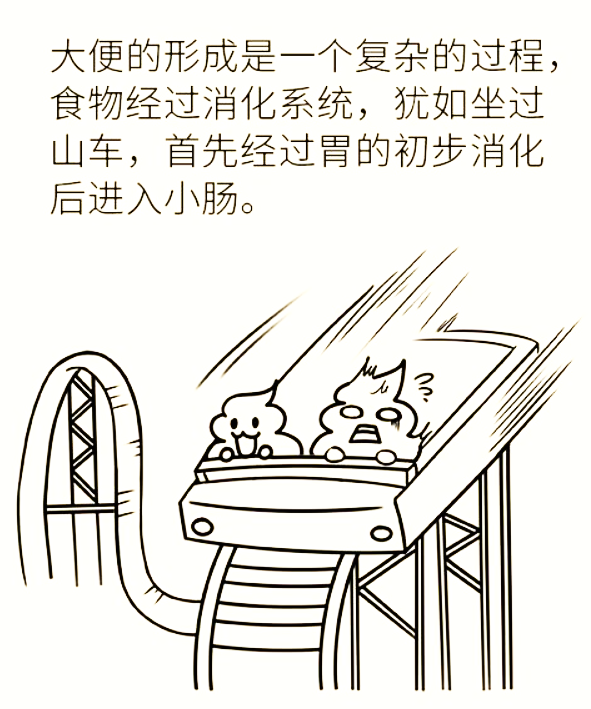 大便的形成是一个复杂的过程，
食物经过消化系统，犹如坐过
山车，首先经过胃的初步消化
后进入小肠。